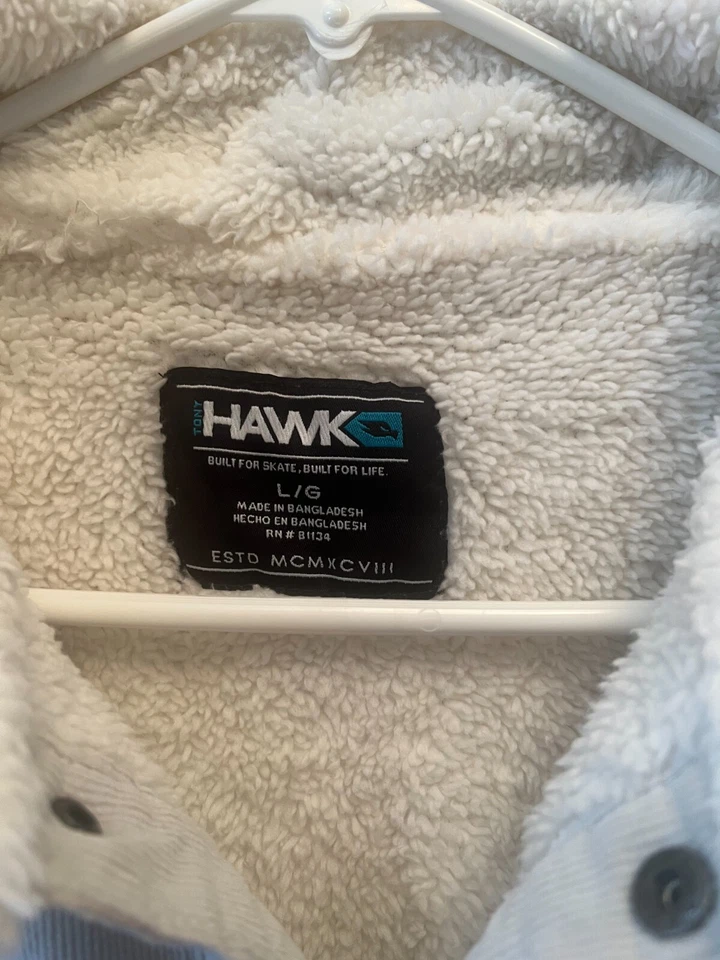 TONY HAWK
BUILT FOR SKATE, BUILT FOR LIFE.
L/G
MADE IN BANGLADESH
HECHO EN BANGLADESH
RN # 81134
ESTD MCMXCVIII